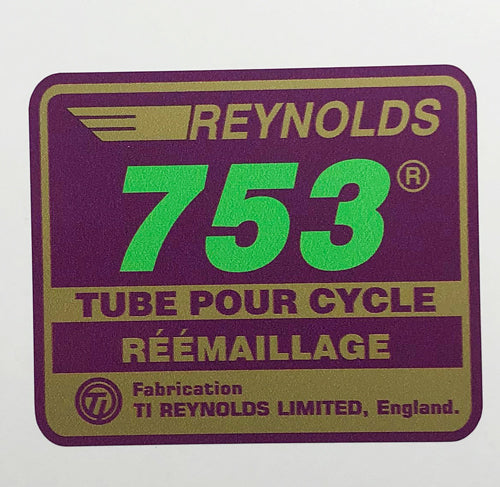 REYNOLDS
753®
TUBE POUR CYCLE
RÉÉMAILLAGE
TI
Fabrication
TI REYNOLDS LIMITED, England.